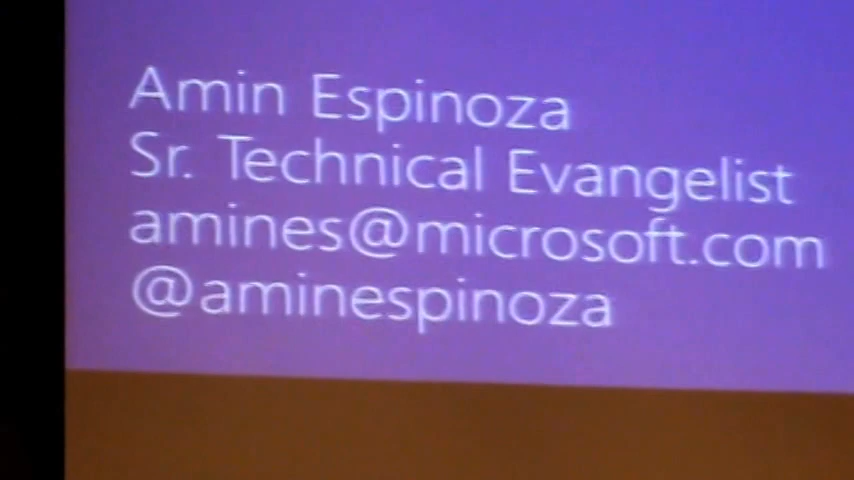 Amin Espinoza
Sr. Technical Evangelist
amines@microsoft.com
@aminespinoza